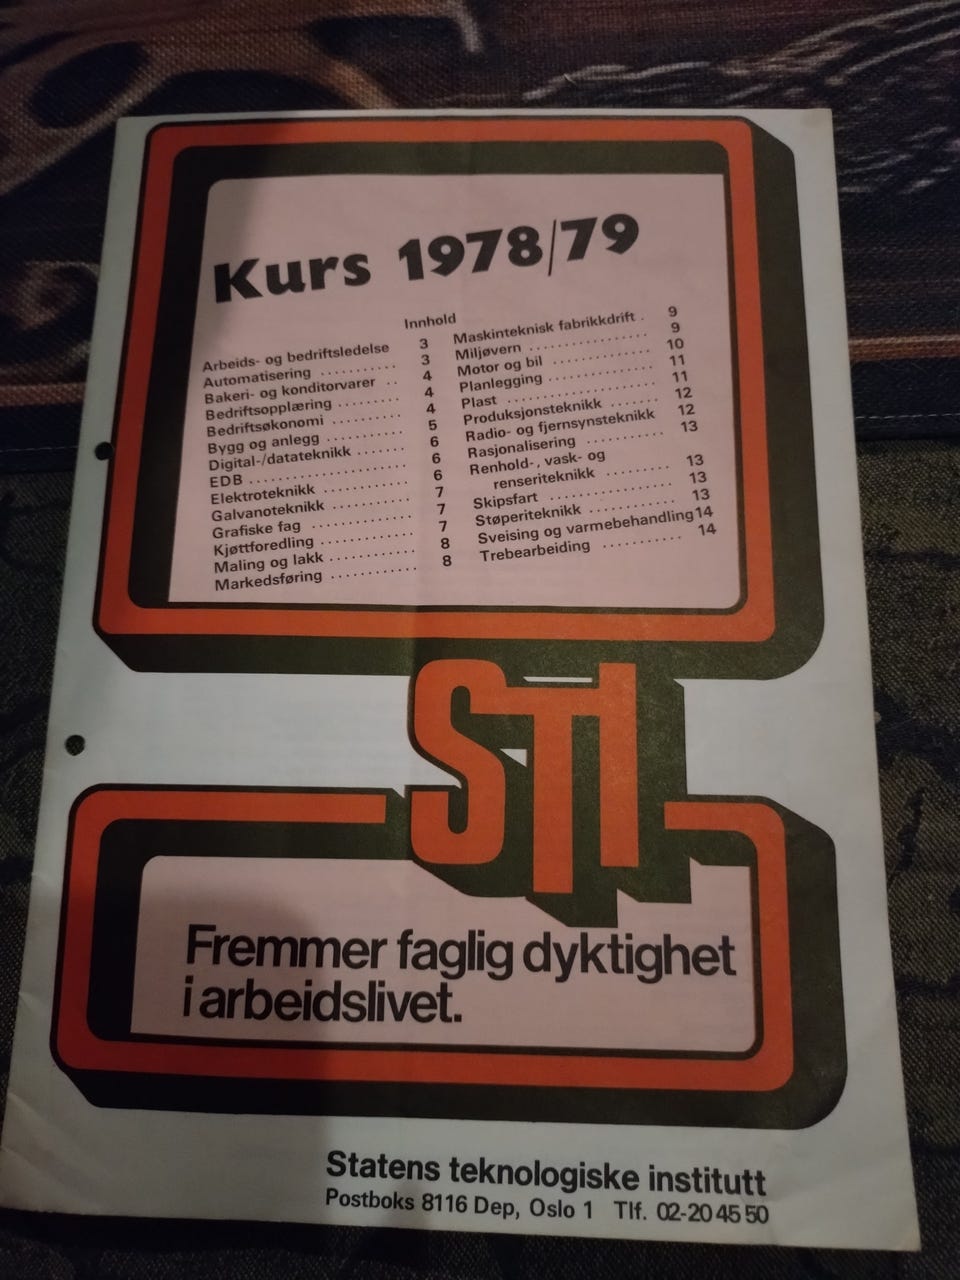 Kurs 1978/79
Innhold
Arbeids- og bedriftsledelse 3
Automatisering .......... 3
Bakeri- og konditorvarer .. 4
Bedriftsopplæring ........ 4
Bedriftsøkonomi ......... 4
Bygg og anlegg .......... 5
Digital-/datateknikk ...... 6
EDB .................... 6
Elektroteknikk ........... 6
Galvanoteknikk .......... 7
Grafiske fag ............. 7
Kjøttforedling ............ 7
Maling og lakk ........... 8
Markedsføring ........... 8
Maskinteknisk fabrikkdrift . 9
Miljøvern ............... 9
Motor og bil ............. 10
Planlegging ............. 11
Plast ................... 11
Produksjonsteknikk ....... 12
Radio- og fjernsynsteknikk 12
Rasjonalisering .......... 13
Renhold-, vask- og
renseriteknikk ......... 13
Skipsfart ............... 13
Støperiteknikk .......... 13
Sveising og varmebehandling 14
Trebearbeiding .......... 14
STI
Fremmer faglig dyktighet
i arbeidslivet.
Statens teknologiske institutt
Postboks 8116 Dep, Oslo 1 Tlf. 02-20 45 50